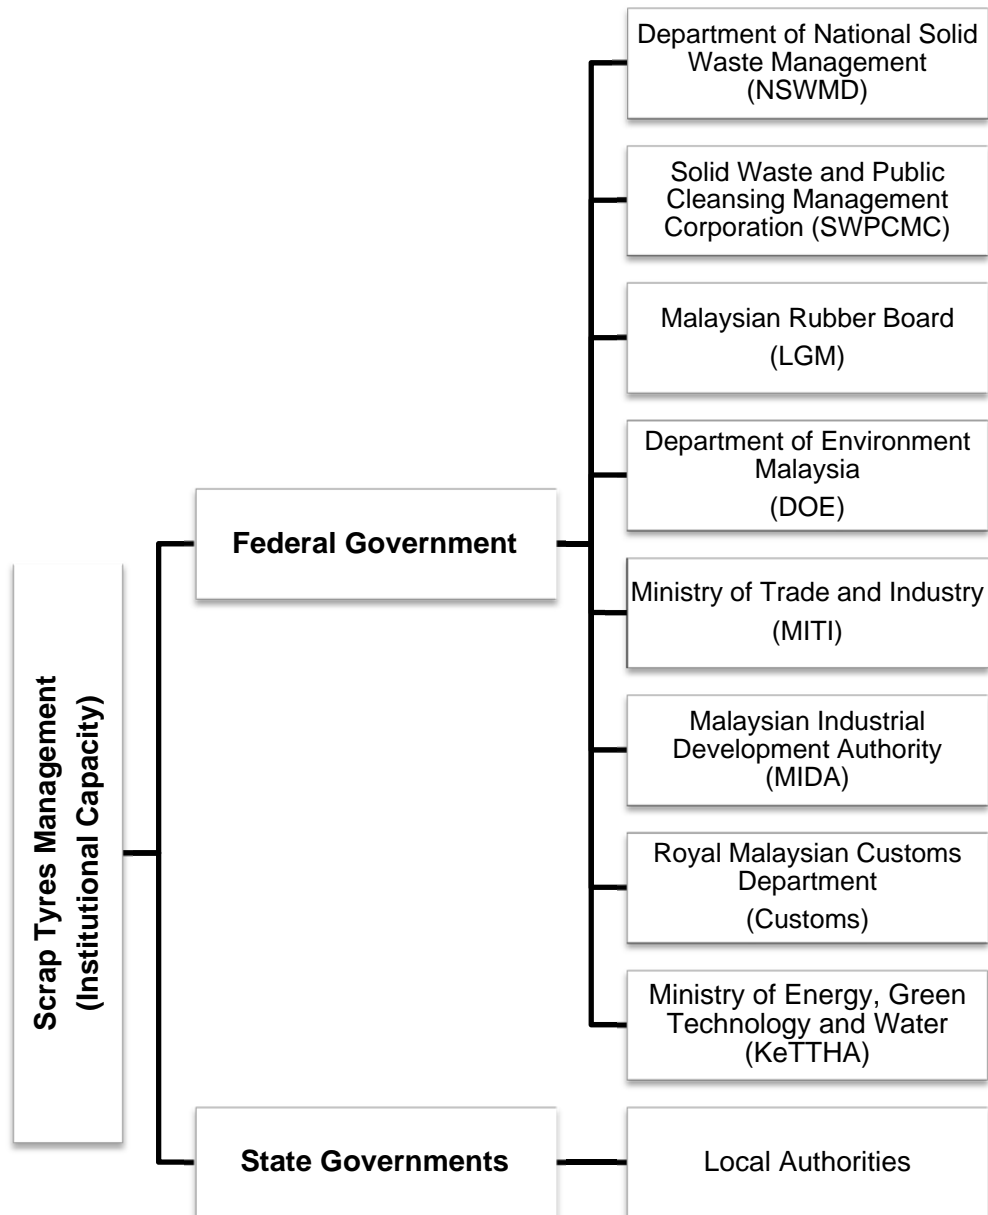 Scrap Tyres Management
(Institutional Capacity)
Federal Government
Department of National Solid
Waste Management
(NSWMD)
Solid Waste and Public
Cleansing Management
Corporation (SWPCMC)
Malaysian Rubber Board
(LGM)
Department of Environment
Malaysia
(DOE)
Ministry of Trade and Industry
(MITI)
Malaysian Industrial
Development Authority
(MIDA)
Royal Malaysian Customs
Department
(Customs)
Ministry of Energy, Green
Technology and Water
(KeTTHA)
State Governments
Local Authorities